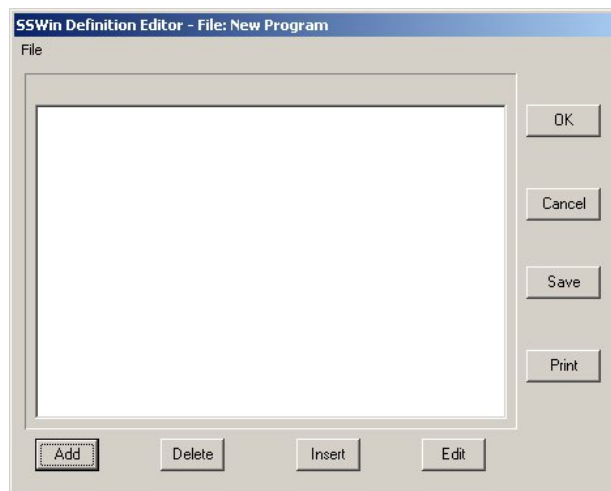 SSWin Definition Editor - File: New Program
File
OK
Cancel
Save
Print
Add
Delete
Insert
Edit